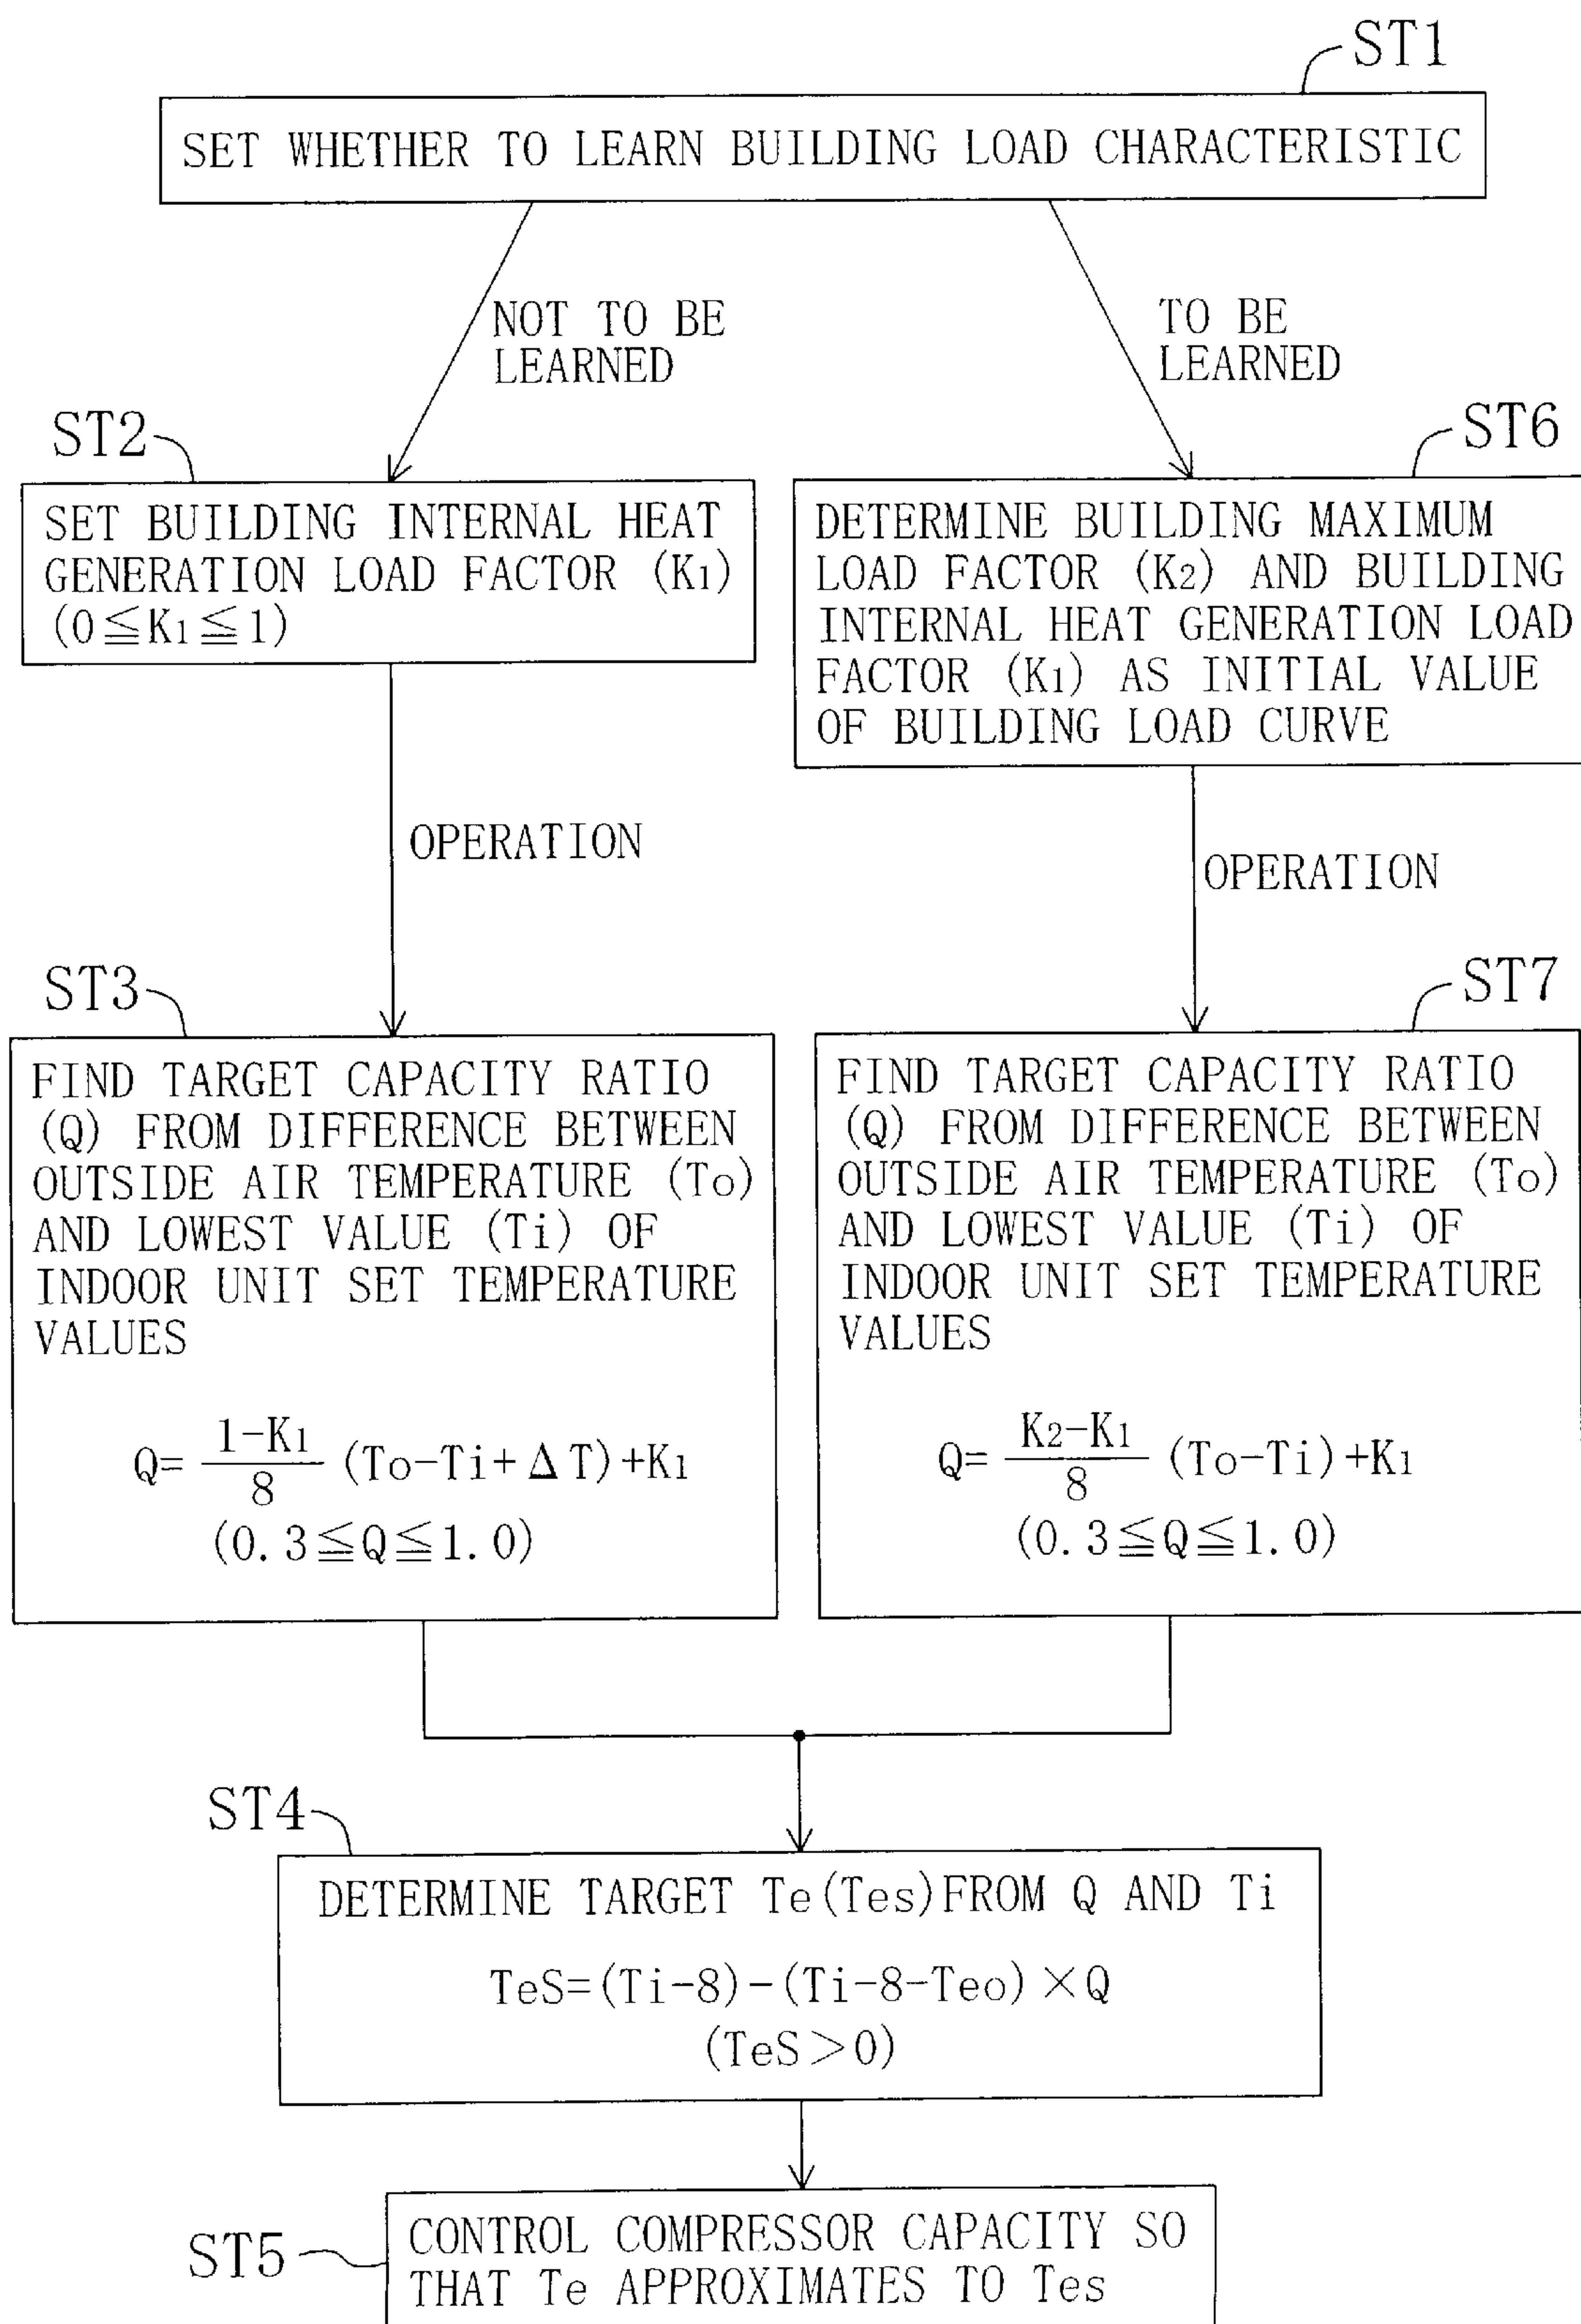 ST1
SET WHETHER TO LEARN BUILDING LOAD CHARACTERISTIC
NOT TO BE
LEARNED
TO BE
LEARNED
ST2
SET BUILDING INTERNAL HEAT
GENERATION LOAD FACTOR (K1)
(0≦K1≦1)
ST6
DETERMINE BUILDING MAXIMUM
LOAD FACTOR (K2) AND BUILDING
INTERNAL HEAT GENERATION LOAD
FACTOR (K1) AS INITIAL VALUE
OF BUILDING LOAD CURVE
OPERATION
OPERATION
ST3
FIND TARGET CAPACITY RATIO
(Q) FROM DIFFERENCE BETWEEN
OUTSIDE AIR TEMPERATURE (To)
AND LOWEST VALUE (Ti) OF
INDOOR UNIT SET TEMPERATURE
VALUES
Q= 1-K1/8 (To-Ti+ΔT)+K1
(0.3≦Q≦1.0)
ST7
FIND TARGET CAPACITY RATIO
(Q) FROM DIFFERENCE BETWEEN
OUTSIDE AIR TEMPERATURE (To)
AND LOWEST VALUE (Ti) OF
INDOOR UNIT SET TEMPERATURE
VALUES
Q= K2-K1/8 (To-Ti)+K1
(0.3≦Q≦1.0)
ST4
DETERMINE TARGET Te(Tes)FROM Q AND Ti
TeS=(Ti-8)-(Ti-8-Teo)×Q
(TeS>0)
ST5
CONTROL COMPRESSOR CAPACITY SO
THAT Te APPROXIMATES TO Tes